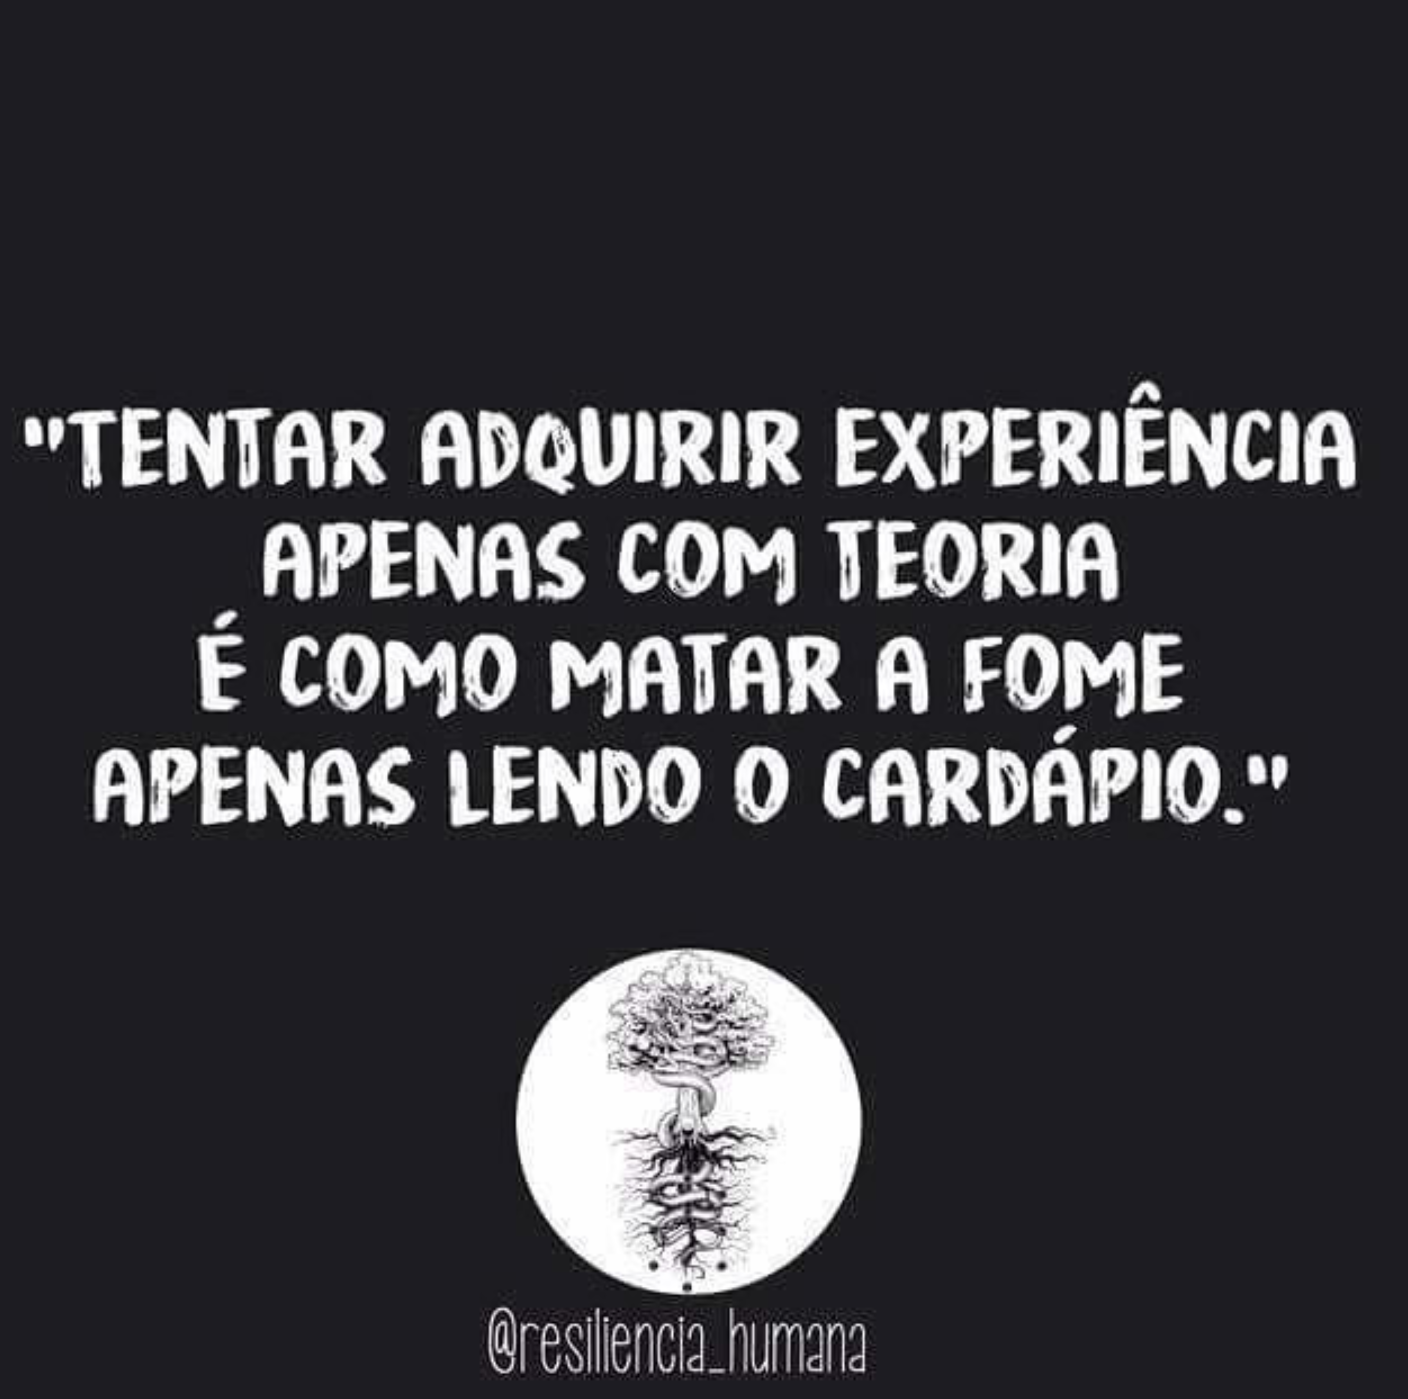 "TENTAR ADQUIRIR EXPERIÊNCIA
APENAS COM TEORIA
É COMO MATAR A FOME
APENAS LENDO O CARDÁPIO."
@resiliencia_humana